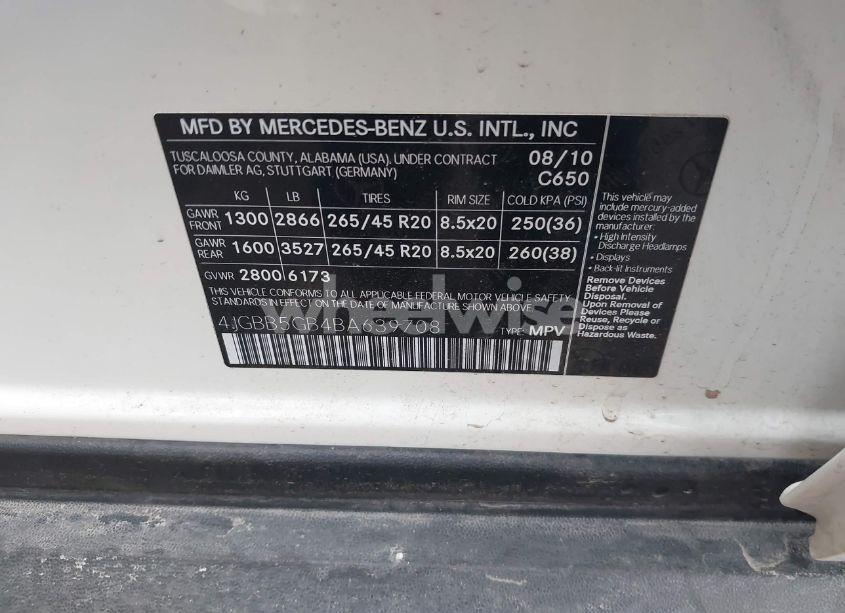 MFD BY MERCEDES-BENZ U.S. INTL., INC
TUSCALOOSA COUNTY, ALABAMA (USA), UNDER CONTRACT
FOR DAIMLER AG, STUTTGART (GERMANY)
08/10
C650
KG LB TIRES RIM SIZE COLD KPA (PSI)
GAWR FRONT 1300 2866 265/45 R20 8.5x20 250(36)
GAWR REAR 1600 3527 265/45 R20 8.5x20 260(38)
GVWR 2800 6173
THIS VEHICLE CONFORMS TO ALL APPLICABLE FEDERAL MOTOR VEHICLE SAFETY
STANDARDS IN EFFECT ON THE DATE OF MANUFACTURE SHOWN ABOVE.
TYPE: MPV
This vehicle may
include mercury-added
devices installed by the
manufacturer:
• High Intensity
Discharge Headlamps
• Displays
• Back-lit Instruments
Remove Devices
Before Vehicle
Disposal.
Upon Removal of
Devices Please
Reuse, Recycle or
Dispose as
Hazardous Waste.
wheelwise